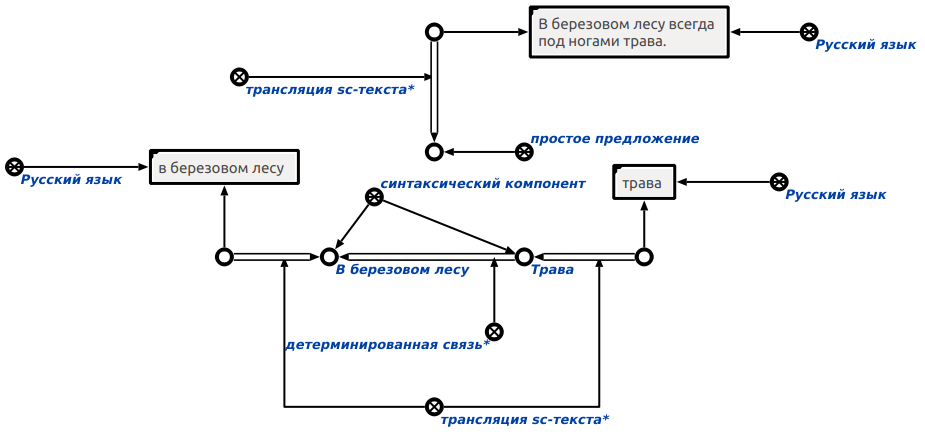 В березовом лесу всегда
под ногами трава.
Русский язык
трансляция sc-текста*
простое предложение
в березовом лесу
Русский язык
синтаксический компонент
трава
Русский язык
В березовом лесу
Трава
детерминированная связь*
трансляция sc-текста*